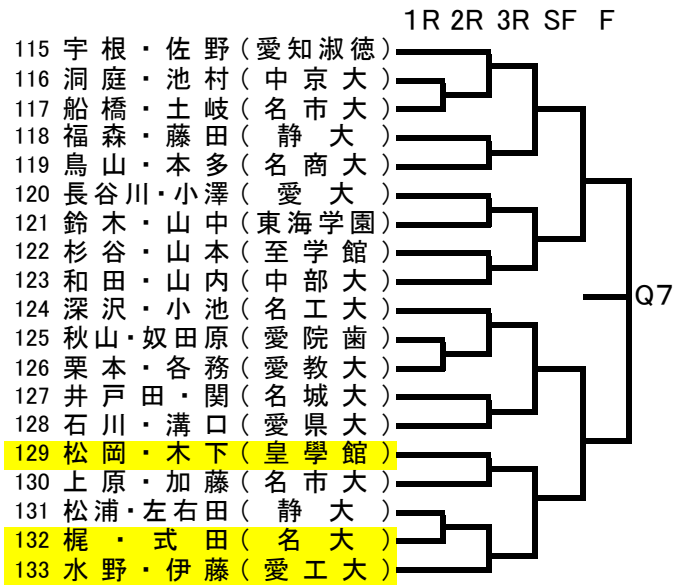 1R 2R 3R SF F
115 宇根・佐野(愛知淑徳)
116 洞庭・池村(中京大)
117 船橋・土岐(名市大)
118 福森・藤田(静大)
119 鳥山・本多(名商大)
120 長谷川・小澤(愛大)
121 鈴木・山中(東海学園)
122 杉谷・山本(至学館)
123 和田・山内(中部大)
124 深沢・小池(名工大)
Q7
125 秋山・奴田原(愛院歯)
126 栗本・各務(愛教大)
127 井戸田・関(名城大)
128 石川・溝口(愛県大)
129 松岡・木下(皇學館)
130 上原・加藤(名市大)
131 松浦・左右田(静大)
132 梶・式田(名大)
133 水野・伊藤(愛工大)